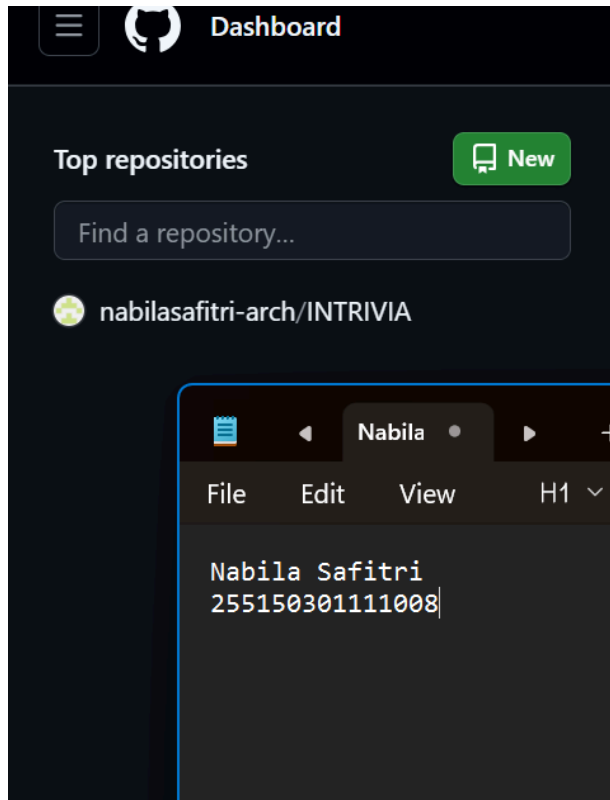 Dashboard
Top repositories
New
Find a repository...
nabilasafitri-arch/INTRIVIA
Nabila
File Edit View H1
Nabila Safitri
255150301111008